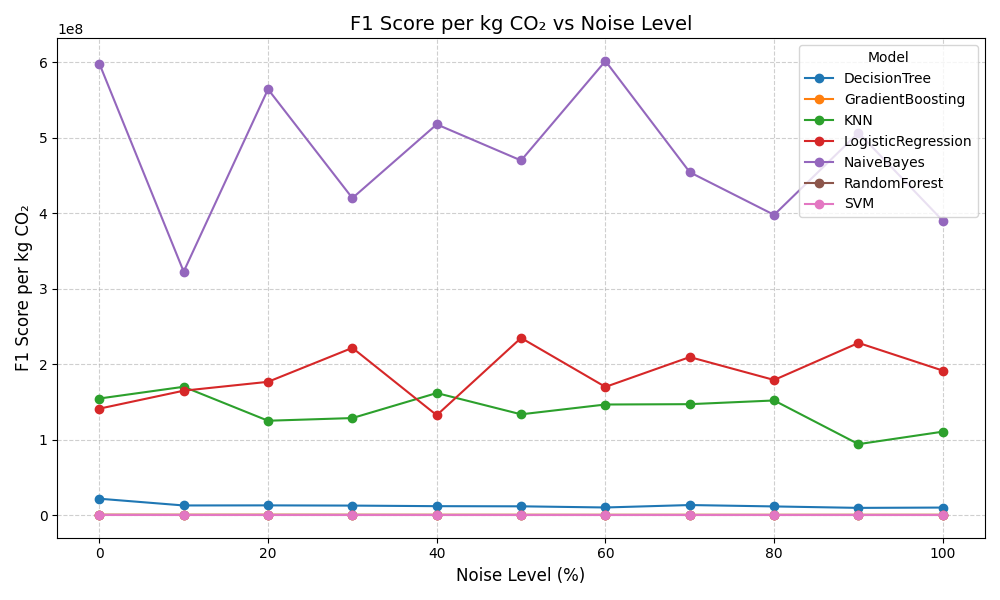 F1 Score per kg CO₂ vs Noise Level
1e8
6
5
4
3
2
1
0
F1 Score per kg CO₂
0 20 40 60 80 100
Noise Level (%)
Model
DecisionTree
GradientBoosting
KNN
LogisticRegression
NaiveBayes
RandomForest
SVM